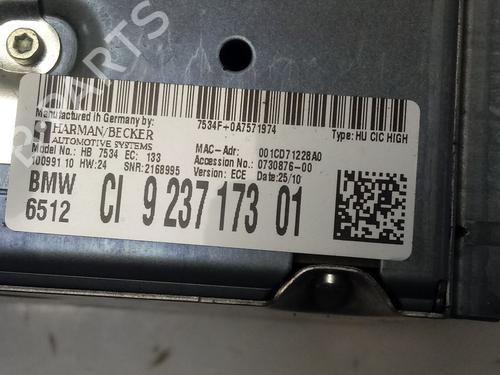 B-PARTS
Manufactured in Germany by:
HARMAN/BECKER
AUTOMOTIVE SYSTEMS
7534F+0A7571974
Type: HU CIC HIGH
Model No.: HB 7534 EC: 133
100991 10 HW:24 SNR:2168995
MAC-Adr: 001CD71228A0
Accession No.: 0730876-00
Version: ECE Date:25/10
BMW
6512
CI 9 237 173 01